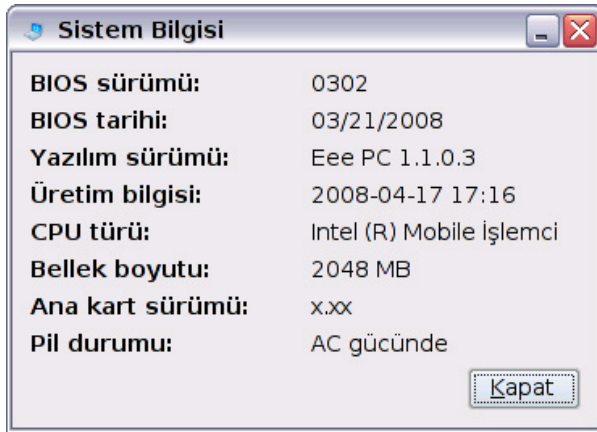 Sistem Bilgisi
BIOS sürümü: 0302
BIOS tarihi: 03/21/2008
Yazılım sürümü: Eee PC 1.1.0.3
Üretim bilgisi: 2008-04-17 17:16
CPU türü: Intel (R) Mobile İşlemci
Bellek boyutu: 2048 MB
Ana kart sürümü: x.xx
Pil durumu: AC gücünde
Kapat